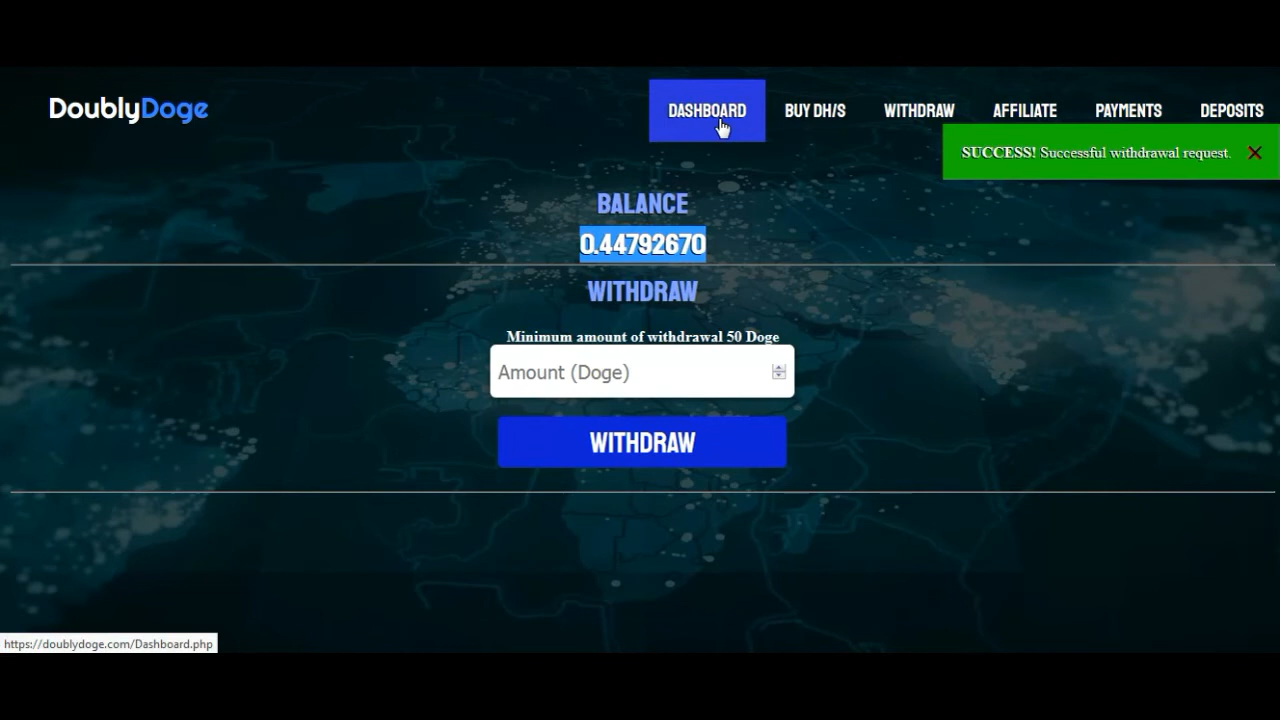 DoublyDoge
DASHBOARD BUY DH/S WITHDRAW AFFILIATE PAYMENTS DEPOSITS
SUCCESS! Successful withdrawal request. ×
BALANCE
0.44792670
WITHDRAW
Minimum amount of withdrawal 50 Doge
Amount (Doge)
WITHDRAW
https://doublydoge.com/Dashboard.php